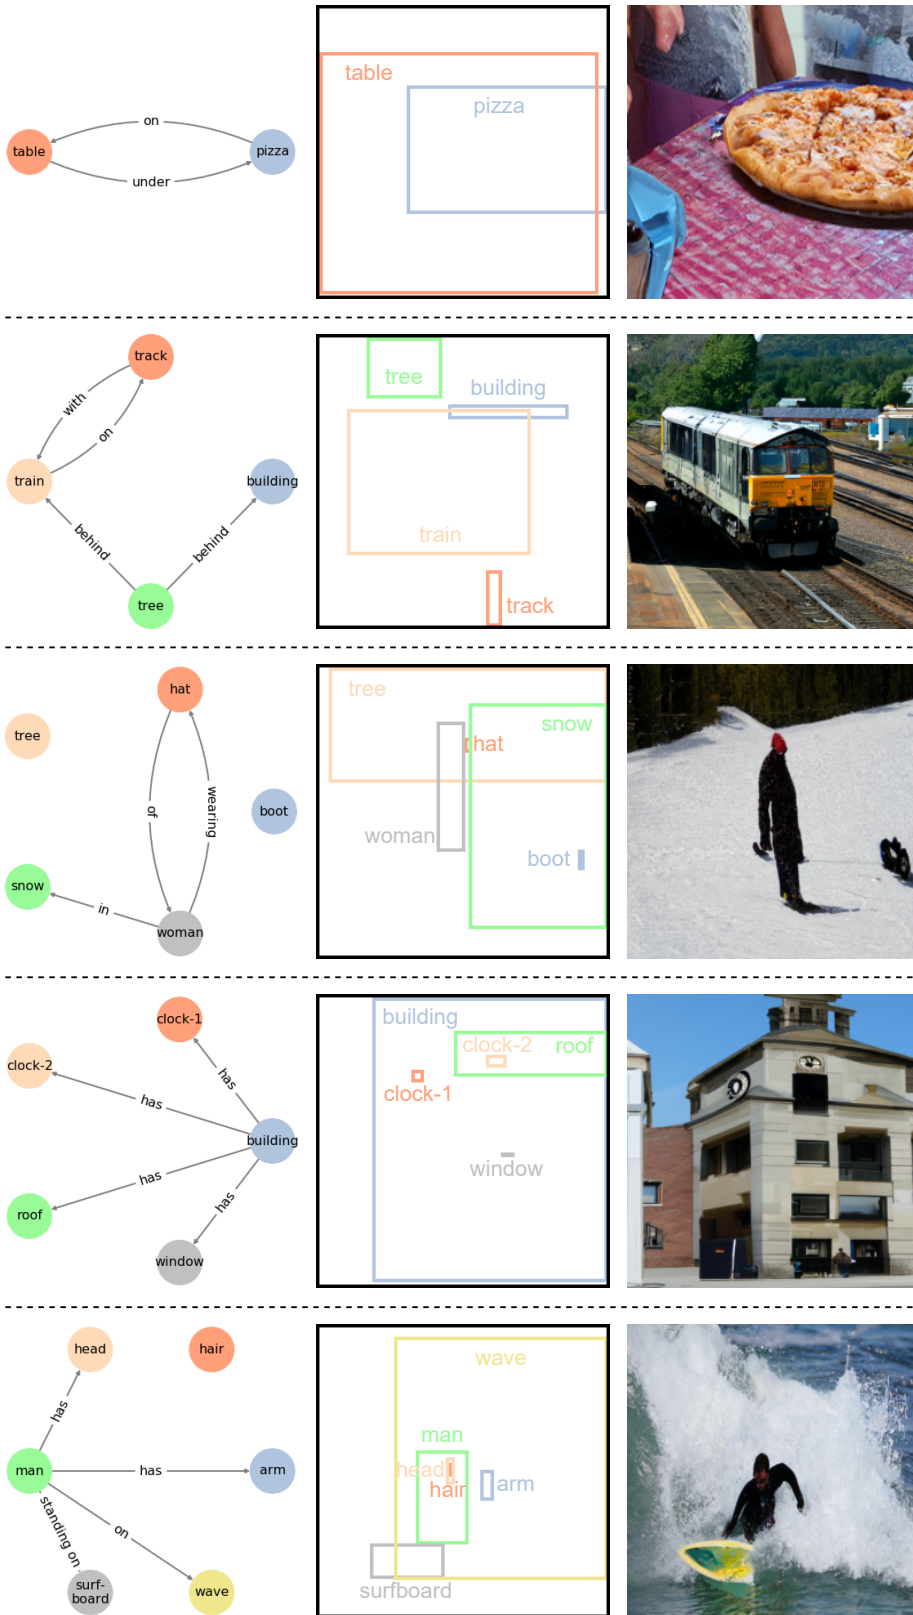 on
table
pizza
under
table
pizza
track
with
on
train
building
behind
behind
tree
tree
building
train
track
hat
tree
of
wearing
boot
snow
in
woman
tree
snow
hat
woman
boot
clock-1
clock-2
has
has
building
has
has
roof
window
building
clock-2
roof
clock-1
window
head
hair
has
man
has
arm
standing on
on
surf-
board
wave
wave
man
head
hair
arm
surfboard